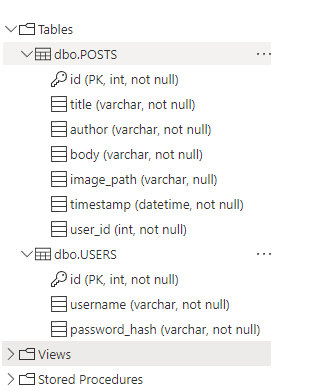 Tables
dbo.POSTS
id (PK, int, not null)
title (varchar, not null)
author (varchar, not null)
body (varchar, not null)
image_path (varchar, null)
timestamp (datetime, not null)
user_id (int, not null)
dbo.USERS
id (PK, int, not null)
username (varchar, not null)
password_hash (varchar, not null)
Views
Stored Procedures